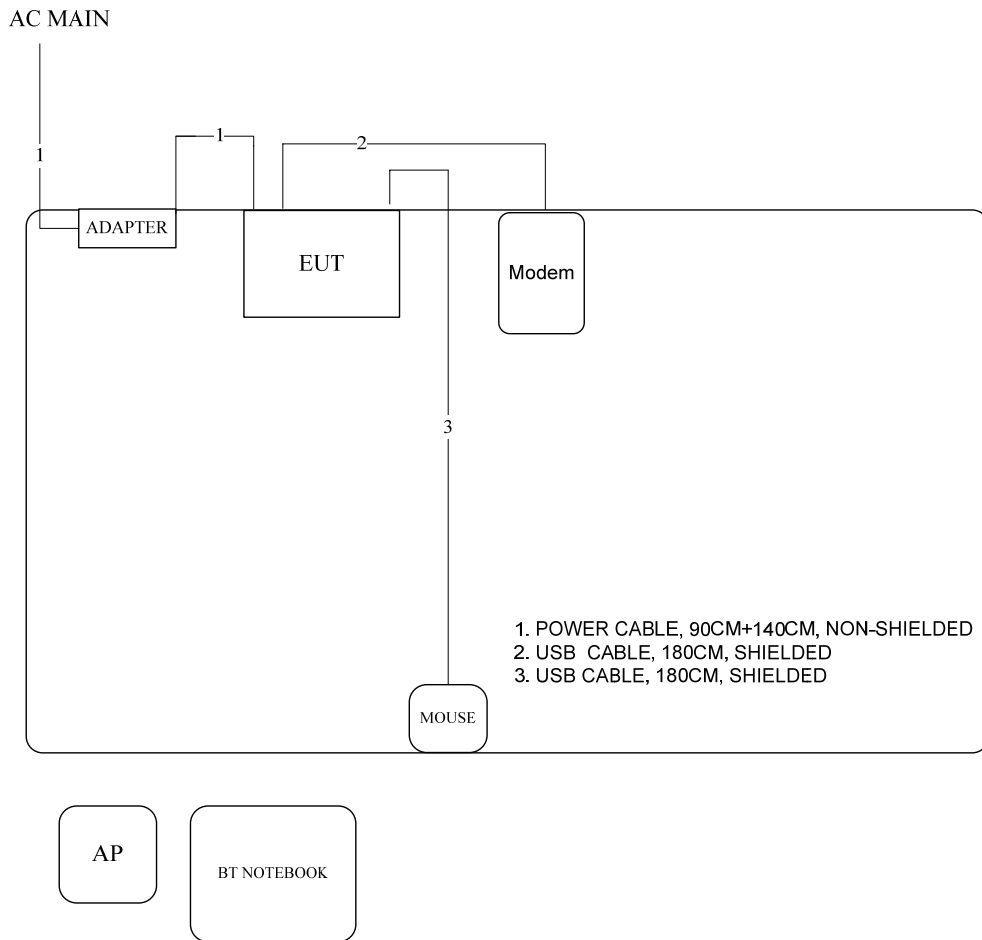 AC MAIN
1
2
1
ADAPTER
EUT
Modem
3
1. POWER CABLE, 90CM+140CM, NON-SHIELDED
2. USB CABLE, 180CM, SHIELDED
3. USB CABLE, 180CM, SHIELDED
MOUSE
AP
BT NOTEBOOK